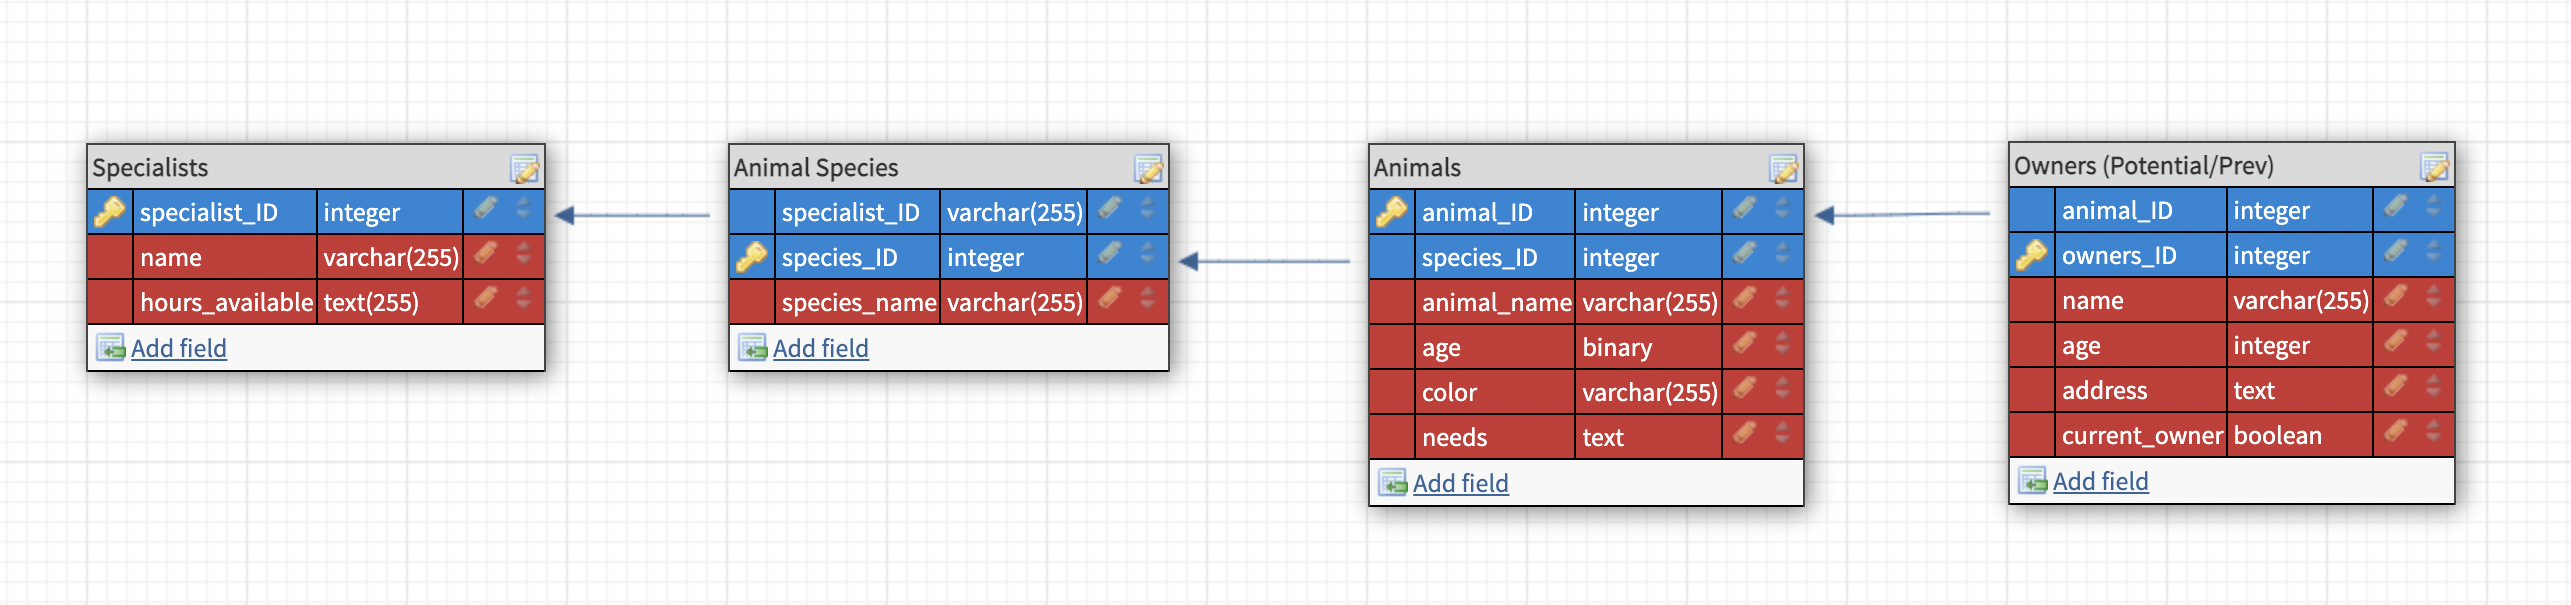 Specialists
specialist_ID integer
name varchar(255)
hours_available text(255)
Add field
Animal Species
specialist_ID varchar(255)
species_ID integer
species_name varchar(255)
Add field
Animals
animal_ID integer
species_ID integer
animal_name varchar(255)
age binary
color varchar(255)
needs text
Add field
Owners (Potential/Prev)
animal_ID integer
owners_ID integer
name varchar(255)
age integer
address text
current_owner boolean
Add field